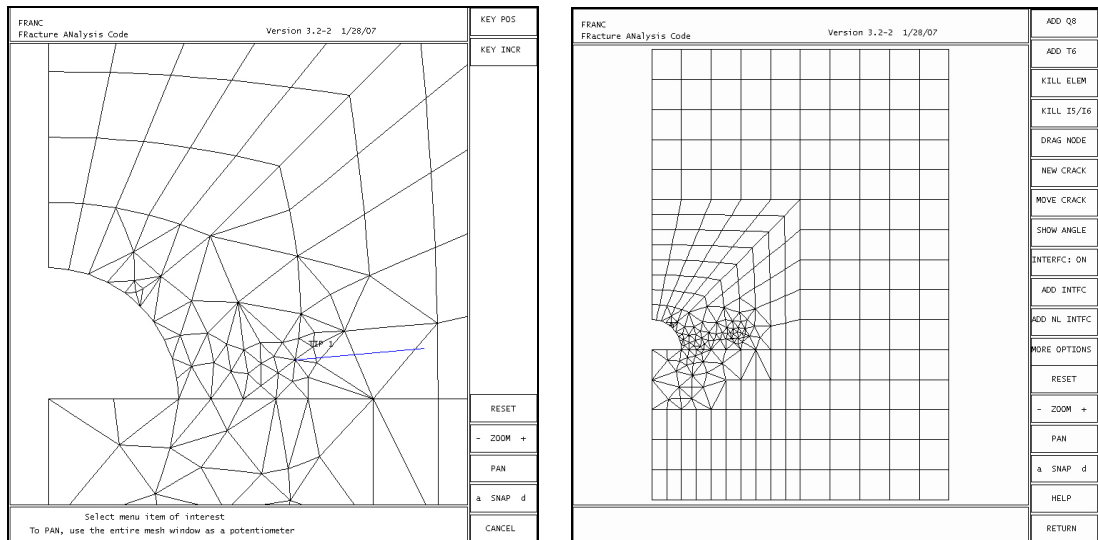 FRANC
FRacture ANalysis Code
Version 3.2-2 1/28/07
KEY POS
KEY INCR
TIP 1
RESET
- ZOOM +
PAN
a SNAP d
CANCEL
Select menu item of interest
To PAN, use the entire mesh window as a potentiometer
FRANC
FRacture ANalysis Code
Version 3.2-2 1/28/07
ADD Q8
ADD T6
KILL ELEM
KILL I5/I6
DRAG NODE
NEW CRACK
MOVE CRACK
SHOW ANGLE
INTERFC: ON
ADD INTFC
ADD NL INTFC
MORE OPTIONS
RESET
- ZOOM +
PAN
a SNAP d
HELP
RETURN